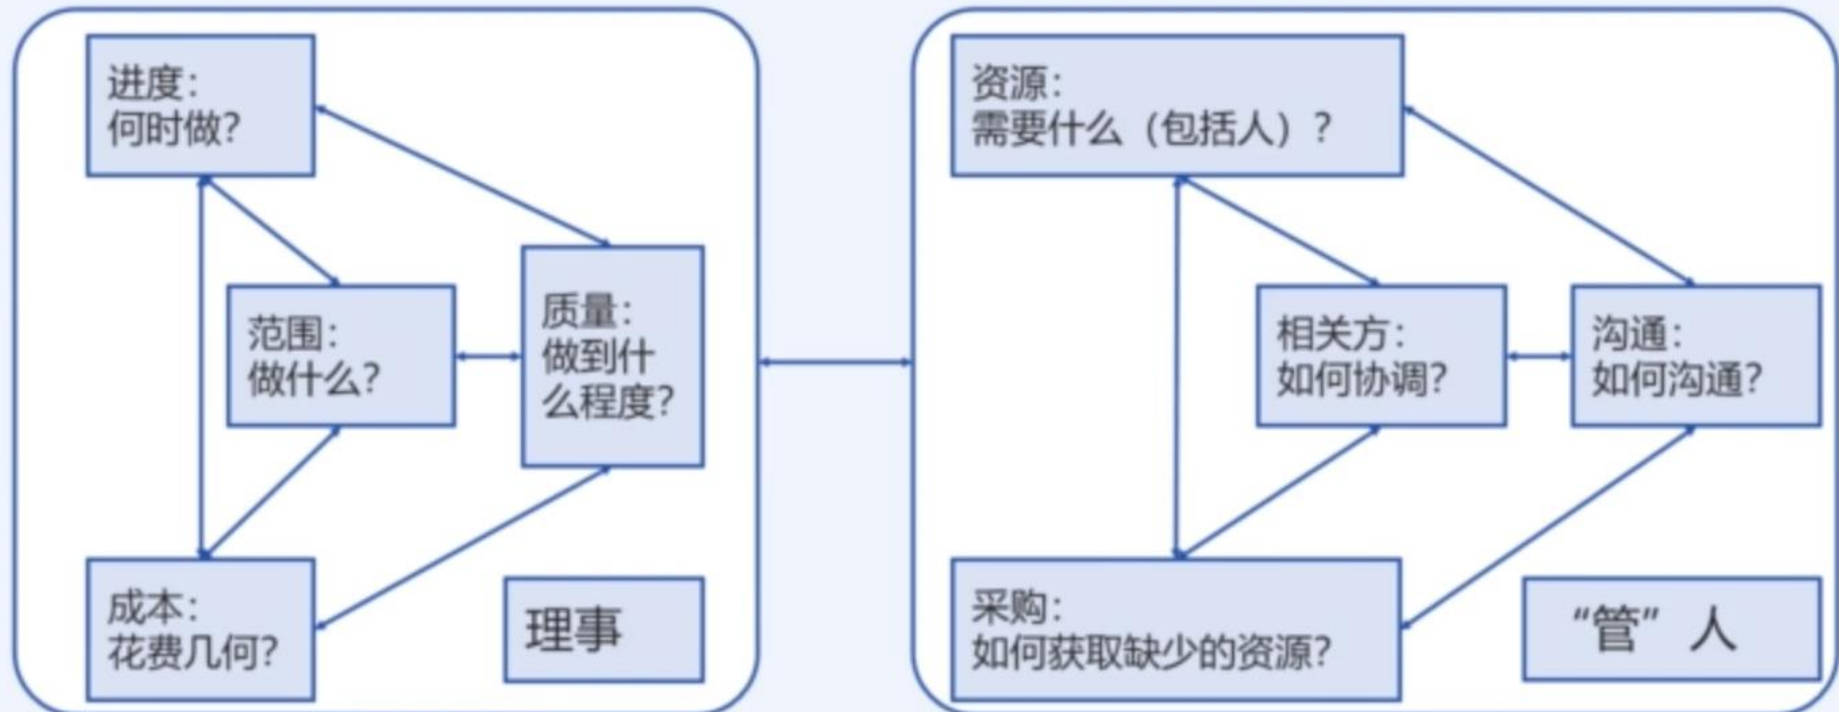 进度：
何时做？
范围：
做什么？
质量：
做到什
么程度？
成本：
花费几何？
理事
资源：
需要什么（包括人）？
相关方：
如何协调？
沟通：
如何沟通？
采购：
如何获取缺少的资源？
“管”人